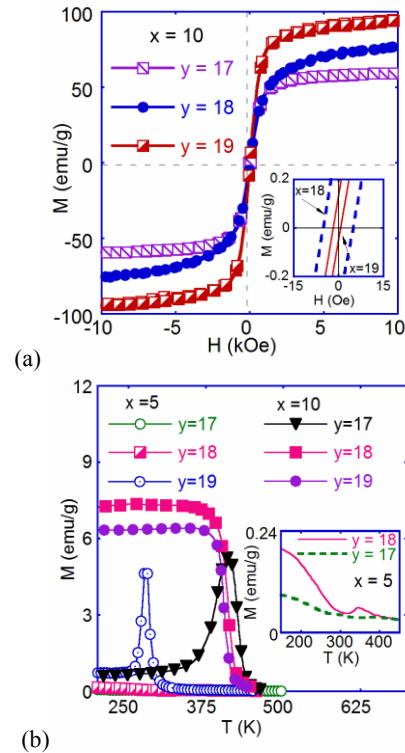 x = 10
y = 17
y = 18
y = 19
M (emu/g)
100
50
0
-50
-100
-10
-5
0
5
10
H (kOe)
x=18
x=19
M (emu/g)
0.2
0
-0.2
-15
0
15
H (Oe)
(a)
x =5
x =10
y=17
y=17
y=18
y=18
y=19
y=19
M (emu/g)
12
9
6
3
0
250
375
500
625
T (K)
0.24
0
M (emu/g)
y = 18
y = 17
x = 5
200
300
400
T (K)
(b)